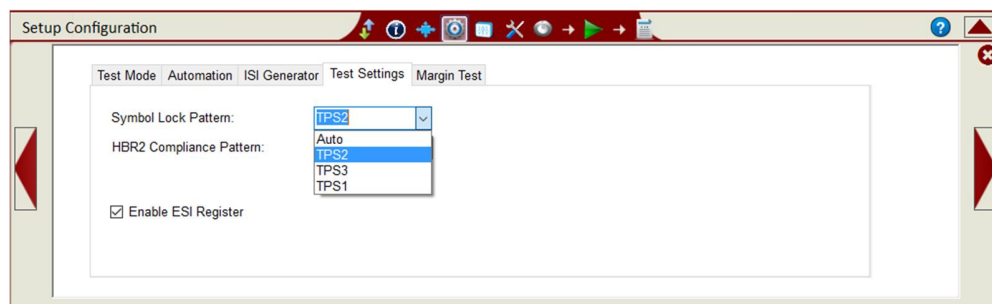 Setup Configuration
Test Mode Automation ISI Generator Test Settings Margin Test
Symbol Lock Pattern: TPS2
Auto
HBR2 Compliance Pattern: TPS2
TPS3
TPS1
Enable ESI Register